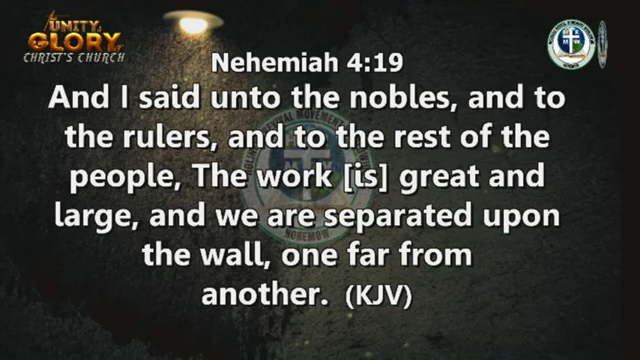 UNITY,
GLORY
CHRIST'S CHURCH
Nehemiah 4:19
And I said unto the nobles, and to
the rulers, and to the rest of the
people, The work [is] great and
large, and we are separated upon
the wall, one far from
another. (KJV)